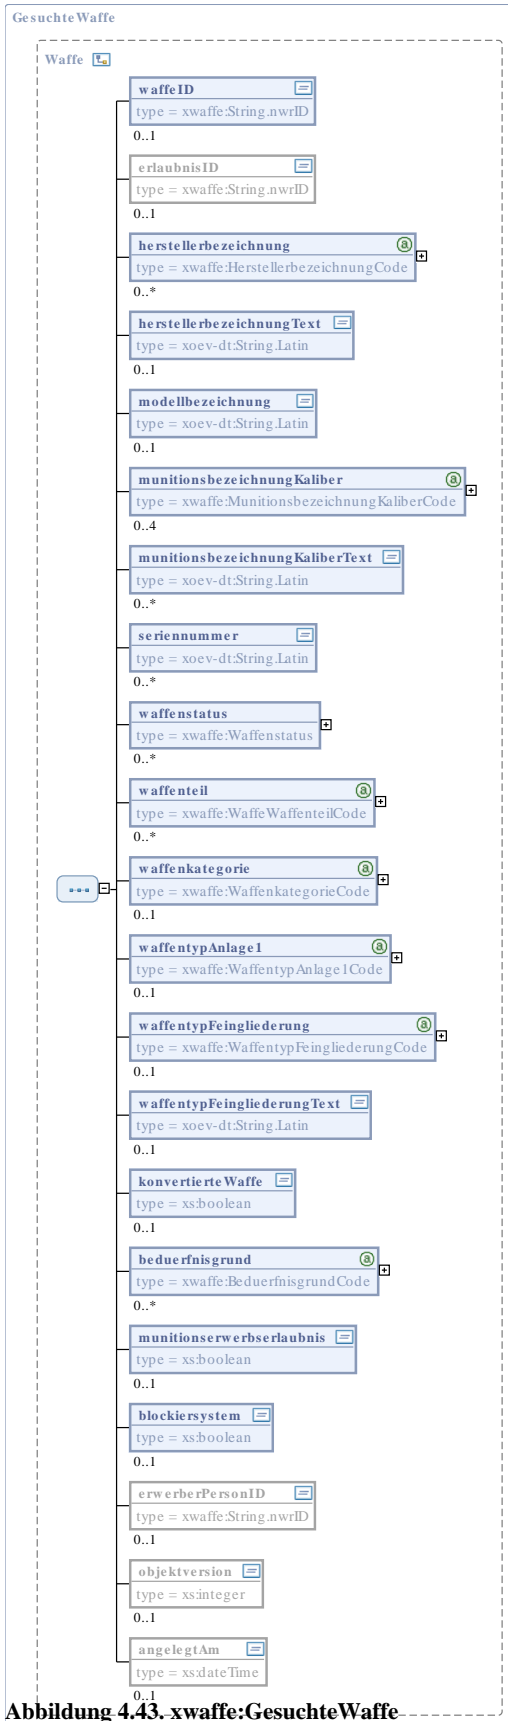 GesuchteWaffe
Waffe
waffeID
type = xwaffe:String.nwrID
0..1
erlaubnisID
type = xwaffe:String.nwrID
0..1
herstellerbezeichnung
type = xwaffe:HerstellerbezeichnungCode
0..*
herstellerbezeichnungText
type = xoev-dt:String.Latin
0..1
modellbezeichnung
type = xoev-dt:String.Latin
0..1
munitionsbezeichnungKaliber
type = xwaffe:MunitionsbezeichnungKaliberCode
0..4
munitionsbezeichnungKaliberText
type = xoev-dt:String.Latin
0..*
seriennummer
type = xoev-dt:String.Latin
0..*
waffenstatus
type = xwaffe:Waffenstatus
0..*
waffenteil
type = xwaffe:WaffeWaffenteilCode
0..*
waffenkategorie
type = xwaffe:WaffenkategorieCode
0..1
waffentypAnlage1
type = xwaffe:WaffentypAnlage1Code
0..1
waffentypFeingliederung
type = xwaffe:WaffentypFeingliederungCode
0..1
waffentypFeingliederungText
type = xoev-dt:String.Latin
0..1
konvertierteWaffe
type = xs:boolean
0..1
beduerfnisgrund
type = xwaffe:BeduerfnisgrundCode
0..*
munitionserwerbserlaubnis
type = xs:boolean
0..1
blockiersystem
type = xs:boolean
0..1
erwerberPersonID
type = xwaffe:String.nwrID
0..1
objektversion
type = xs:integer
0..1
angelegtAm
type = xs:dateTime
0..1
Abbildung 4.43. xwaffe:GesuchteWaffe